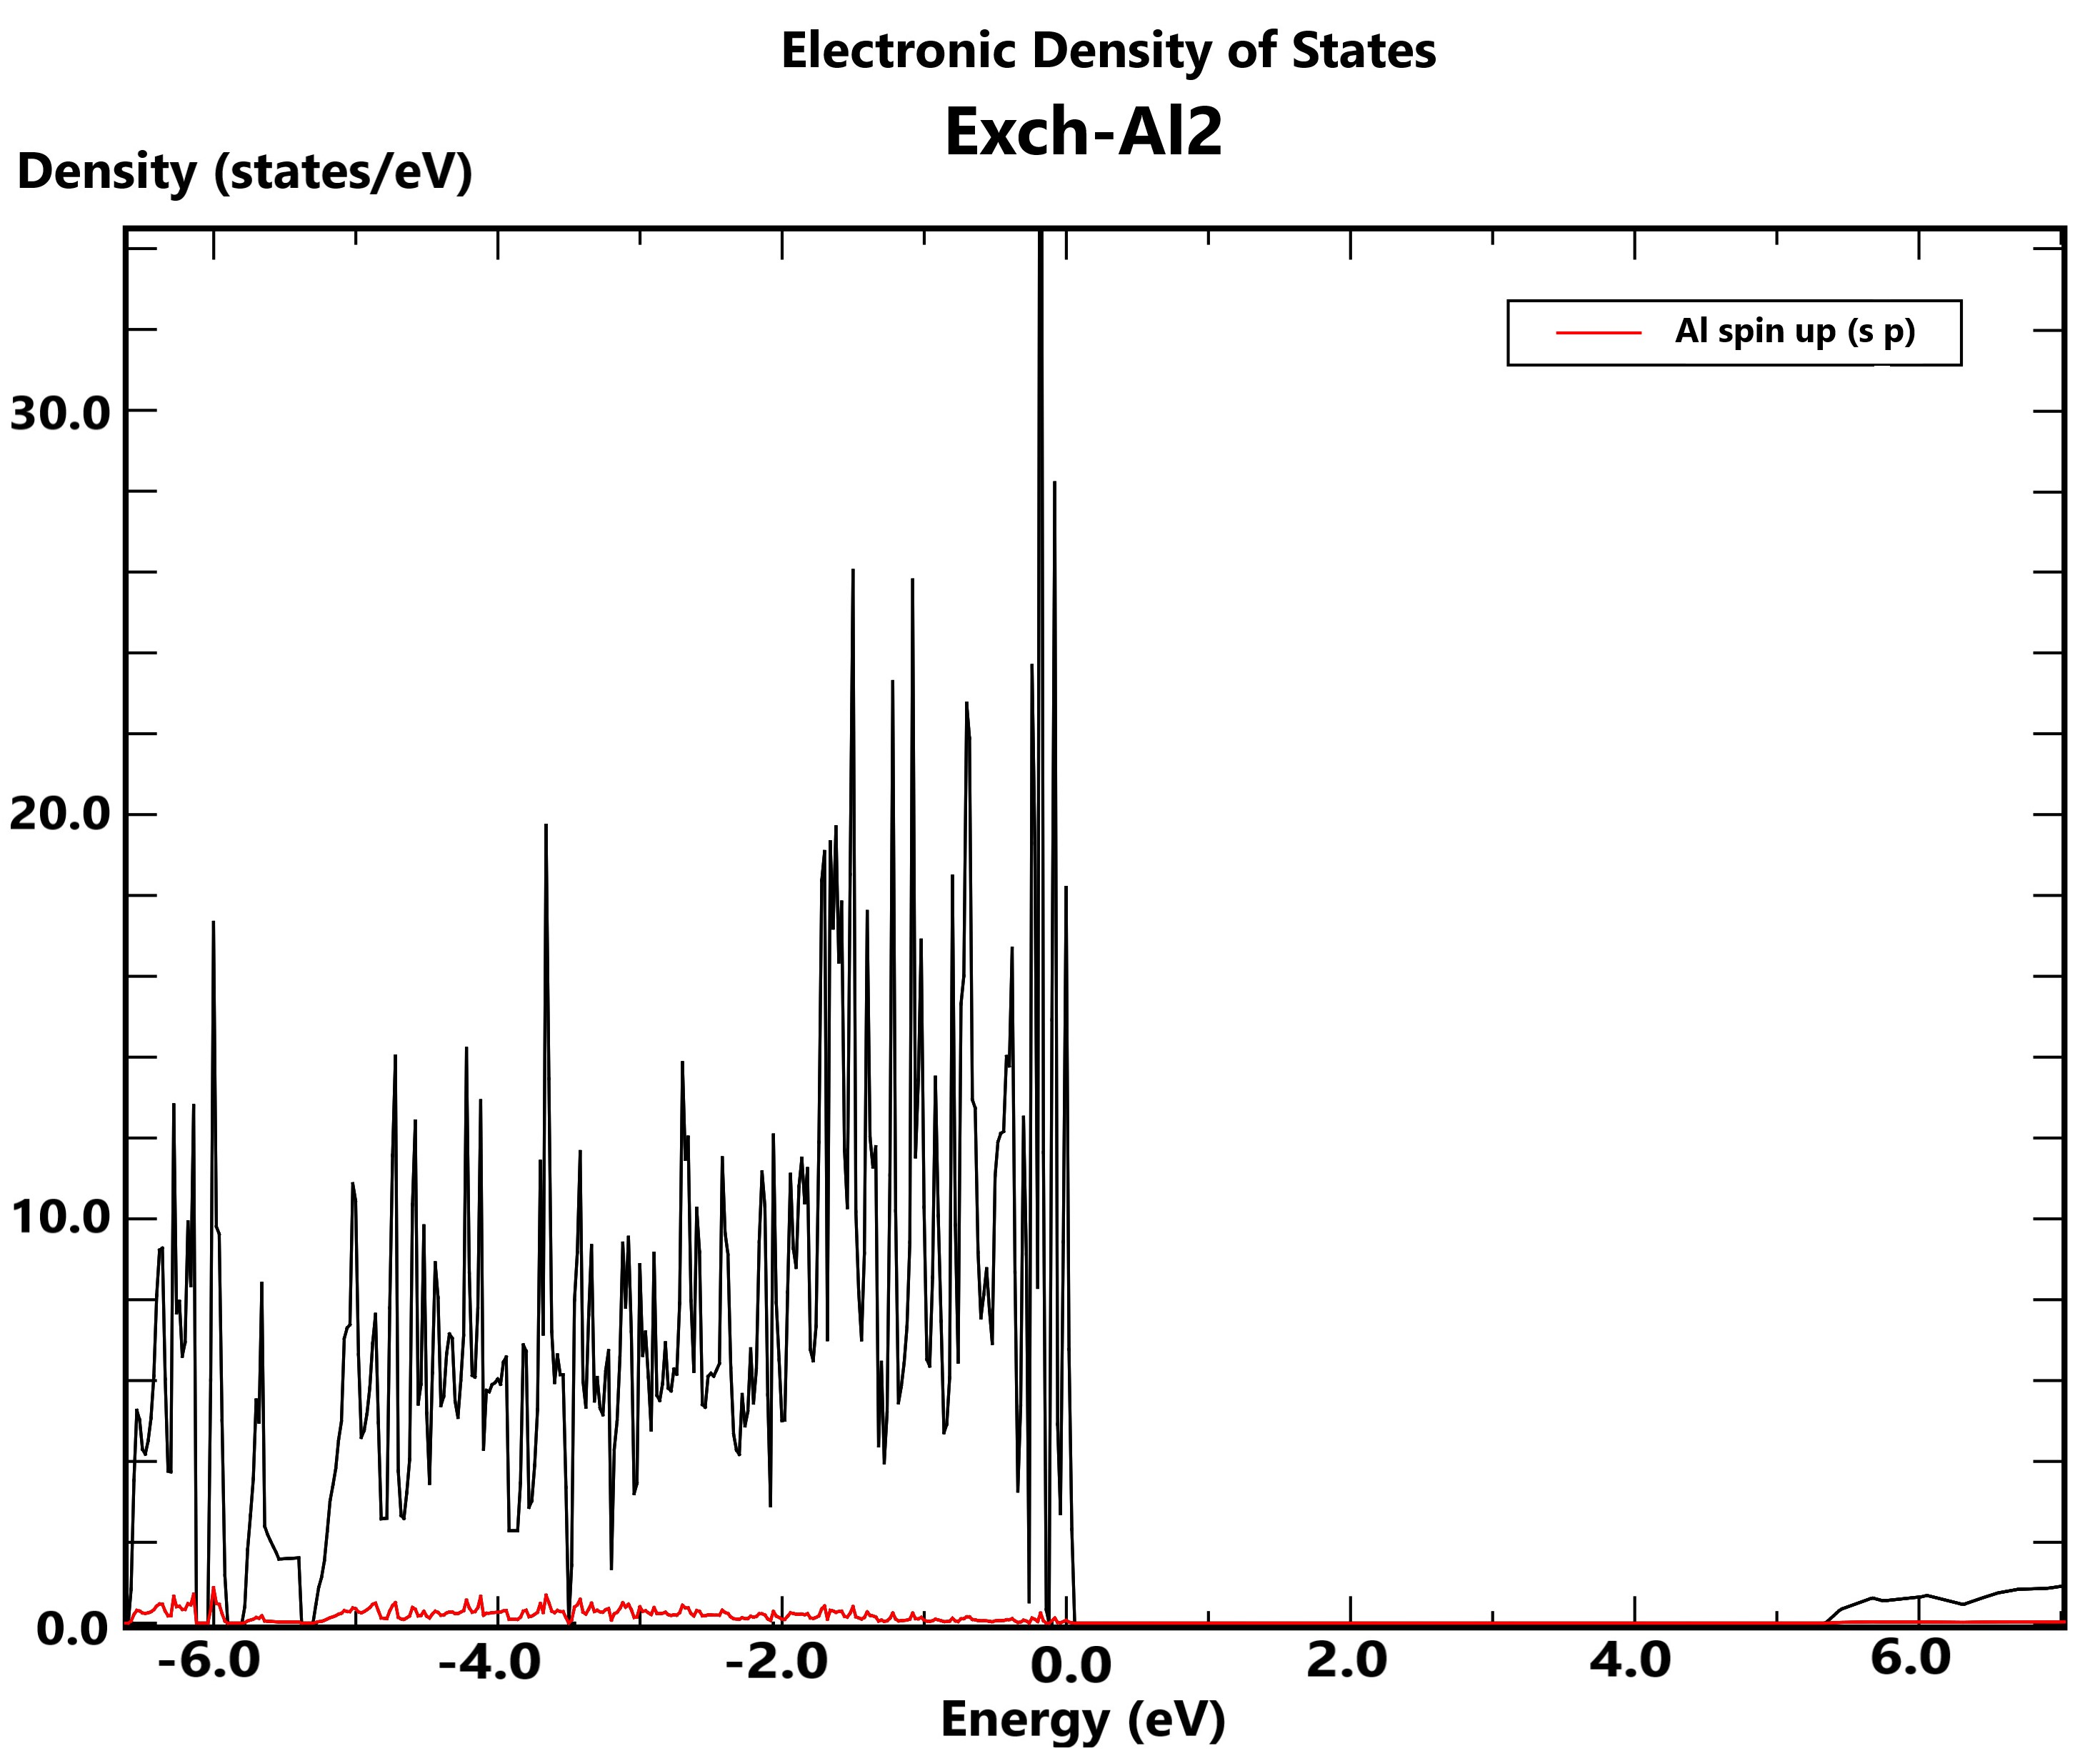 Electronic Density of States
Exch-Al2
Density (states/eV)
Al spin up (s p)
30.0
20.0
10.0
0.0
-6.0 -4.0 -2.0 0.0 2.0 4.0 6.0
Energy (eV)